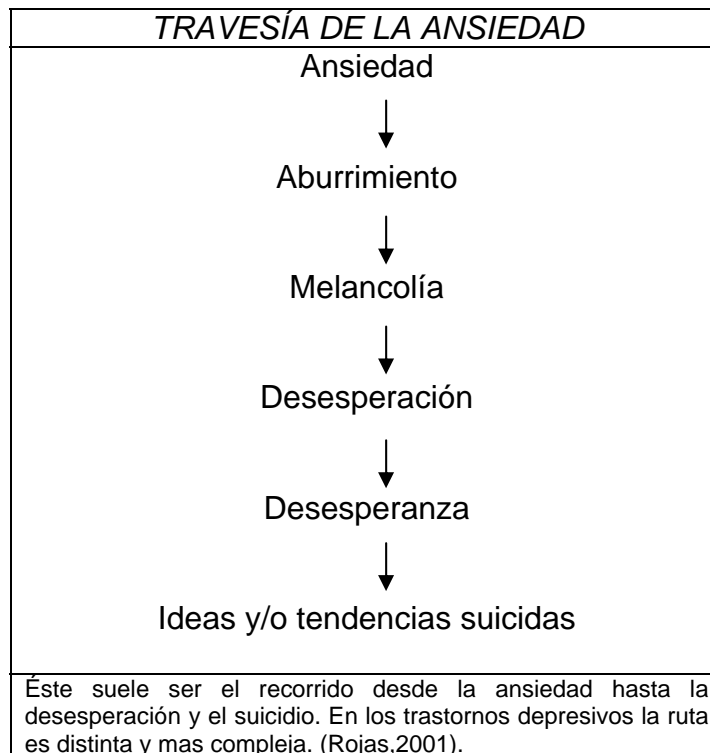 TRAVESÍA DE LA ANSIEDAD
Ansiedad
Aburrimiento
Melancolía
Desesperación
Desesperanza
Ideas y/o tendencias suicidas
Éste suele ser el recorrido desde la ansiedad hasta la
desesperación y el suicidio. En los trastornos depresivos la ruta
es distinta y mas compleja. (Rojas,2001).